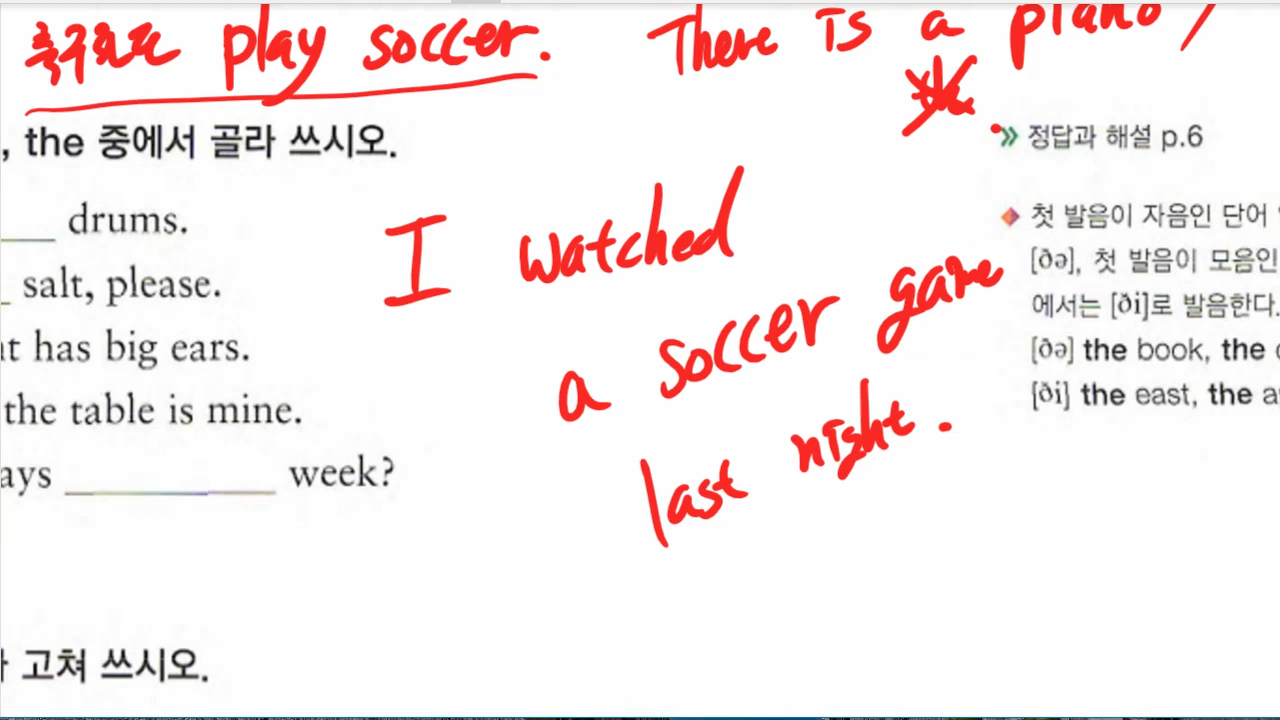 play soccer. There is a piano
the
, the 중에서 골라 쓰시오.
정답과 해설 p.6
drums.
salt, please.
at has big ears.
the table is mine.
ays ____ week?
I watched
a soccer game
last night.
첫 발음이 자음인 단어
[ðə], 첫 발음이 모음인
에서는 [ði]로 발음한다.
[ðə] the book, the
[ði] the east, the
고쳐 쓰시오.